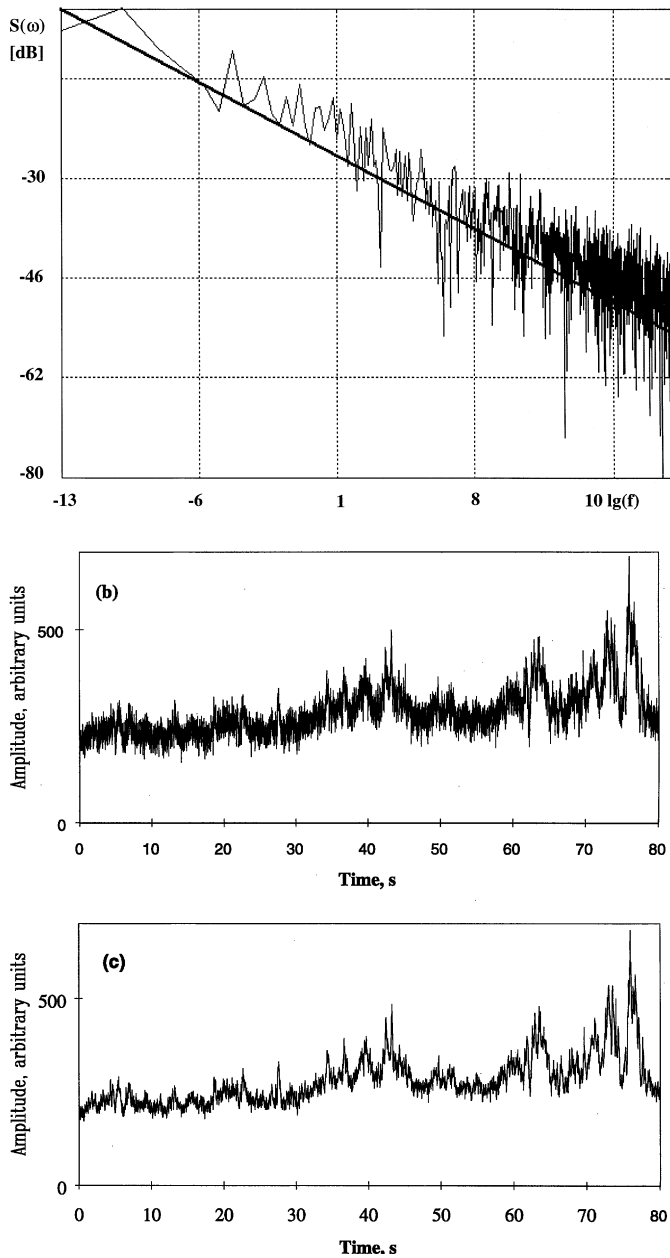 S(ω)
[dB]
-30
-46
-62
-80
-13 -6 1 8 10 lg(f)
(b)
Amplitude, arbitrary units
500
0
0 10 20 30 40 50 60 70 80
Time, s
(c)
Amplitude, arbitrary units
500
0
0 10 20 30 40 50 60 70 80
Time, s